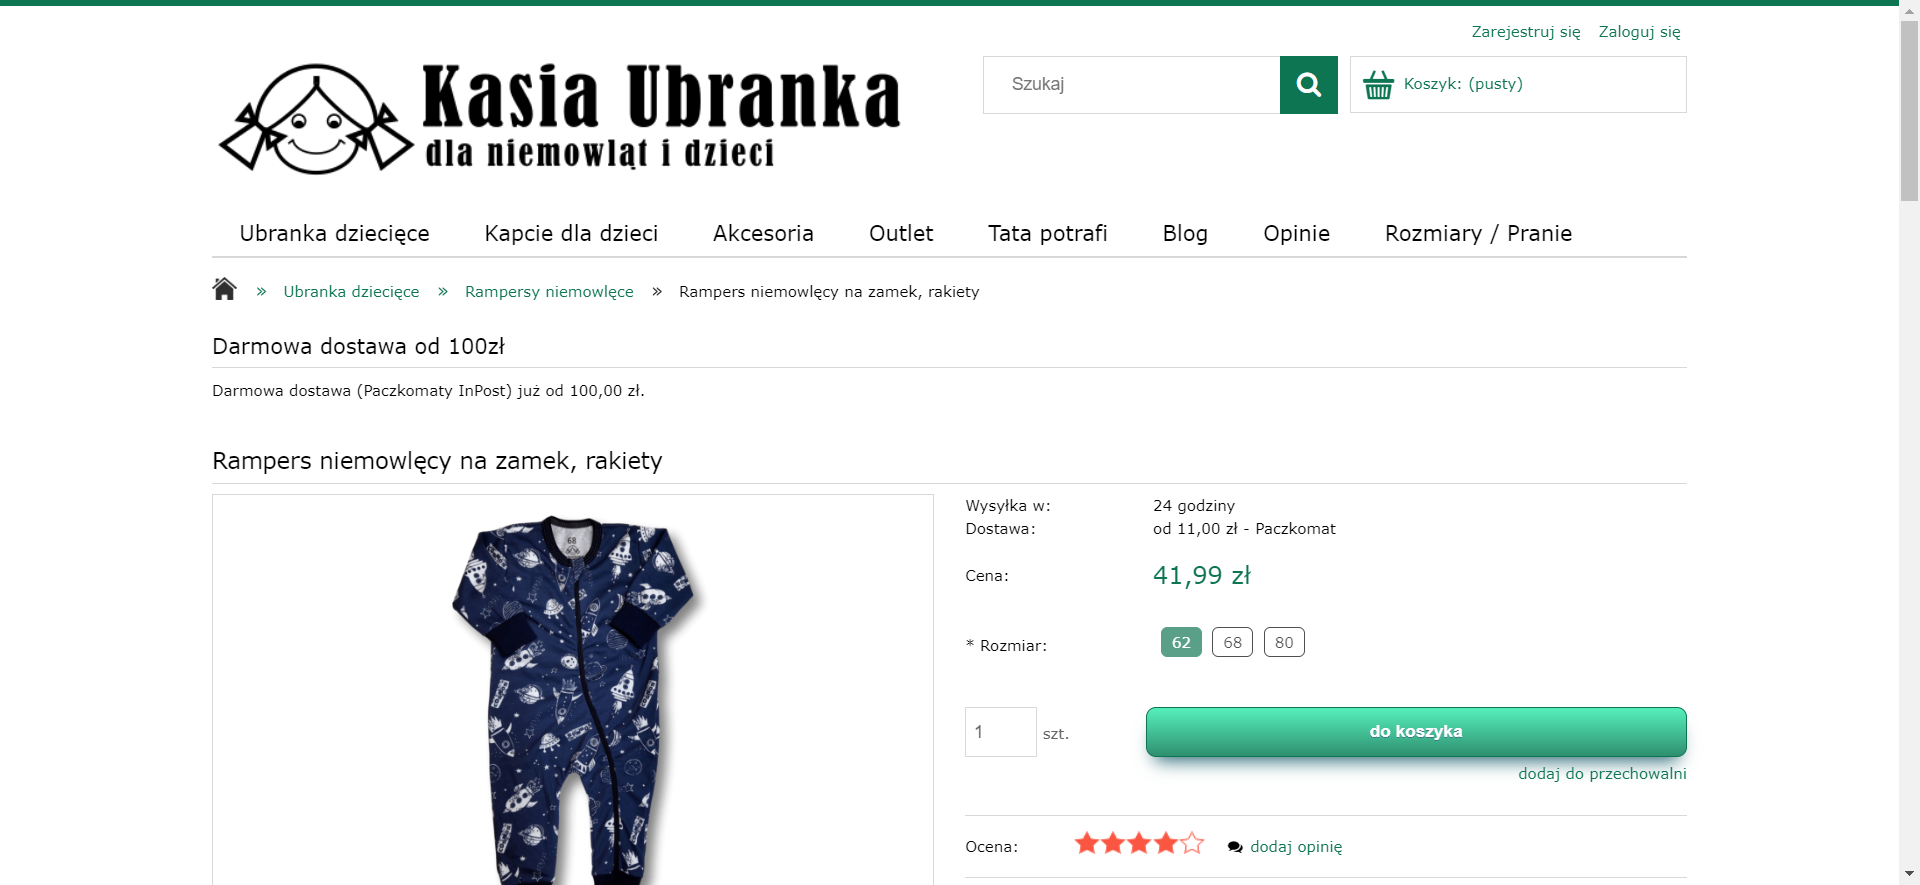 Zarejestruj się Zaloguj się
Kasia Ubranka
dla niemowląt i dzieci
Szukaj
Koszyk: (pusty)
Ubranka dziecięce Kapcie dla dzieci Akcesoria Outlet Tata potrafi Blog Opinie Rozmiary / Pranie
» Ubranka dziecięce » Rampersy niemowlęce » Rampers niemowlęcy na zamek, rakiety
Darmowa dostawa od 100zł
Darmowa dostawa (Paczkomaty InPost) już od 100,00 zł.
Rampers niemowlęcy na zamek, rakiety
68
Wysyłka w: 24 godziny
Dostawa: od 11,00 zł - Paczkomat
Cena: 41,99 zł
* Rozmiar: 62 68 80
1 szt. do koszyka
dodaj do przechowalni
Ocena: dodaj opinię